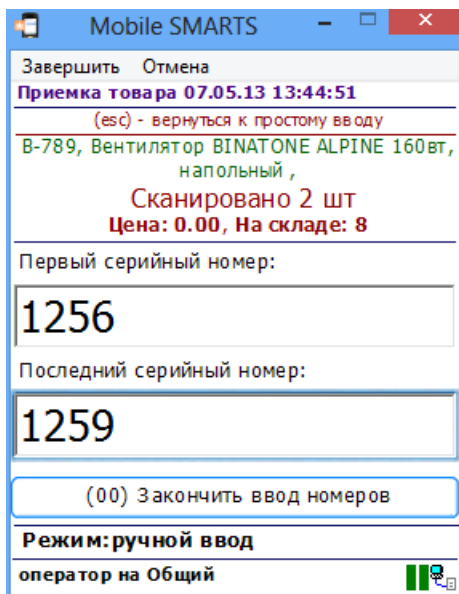 Mobile SMARTS
Завершить Отмена
Приемка товара 07.05.13 13:44:51
(esc) - вернуться к простому вводу
В-789, Вентилятор BINATONE ALPINE 160вт,
напольный ,
Сканировано 2 шт
Цена: 0.00, На складе: 8
Первый серийный номер:
1256
Последний серийный номер:
1259
(00) Закончить ввод номеров
Режим:ручной ввод
оператор на Общий